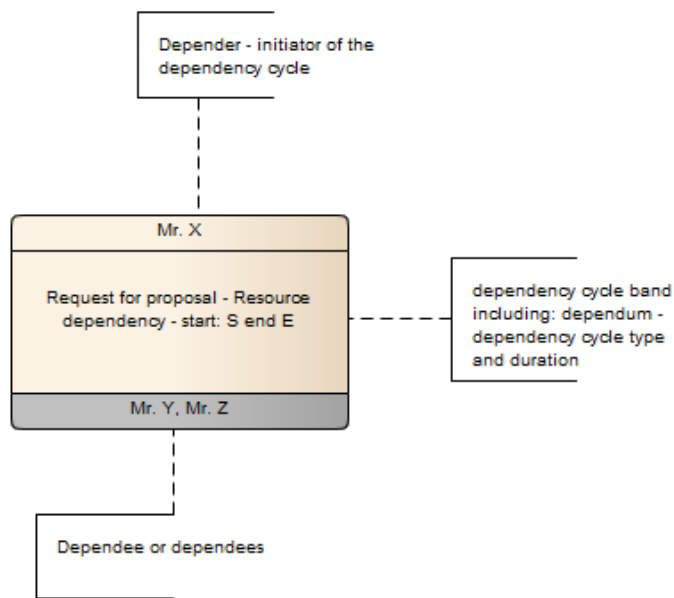 Depender - initiator of the
dependency cycle
Mr. X
Request for proposal - Resource
dependency - start: S end E
dependency cycle band
including: dependum -
dependency cycle type
and duration
Mr. Y, Mr. Z
Dependee or dependees